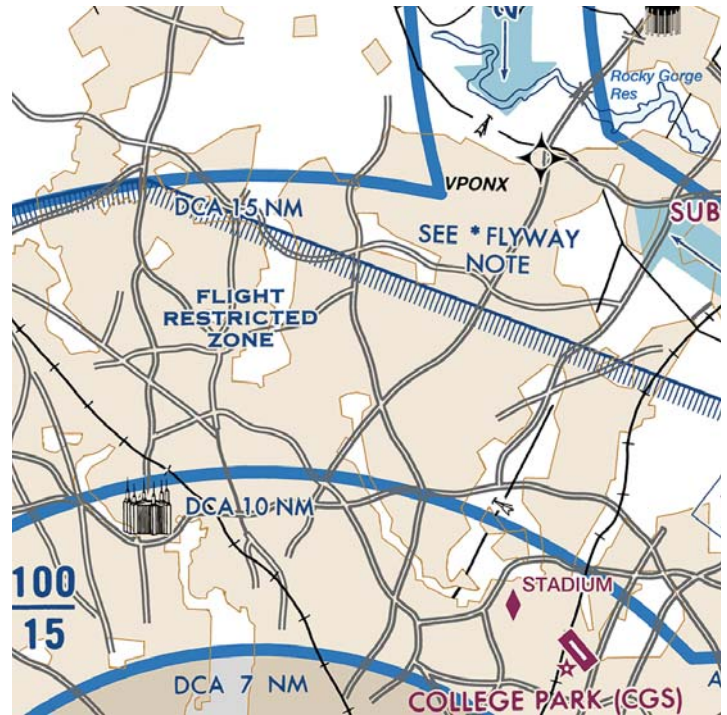 Rocky Gorge
Res
VPONX
SUB
DCA 15 NM
SEE * FLYWAY
NOTE
FLIGHT
RESTRICTED
ZONE
DCA 10 NM
100
15
STADIUM
DCA 7 NM
COLLEGE PARK (CGS)
A